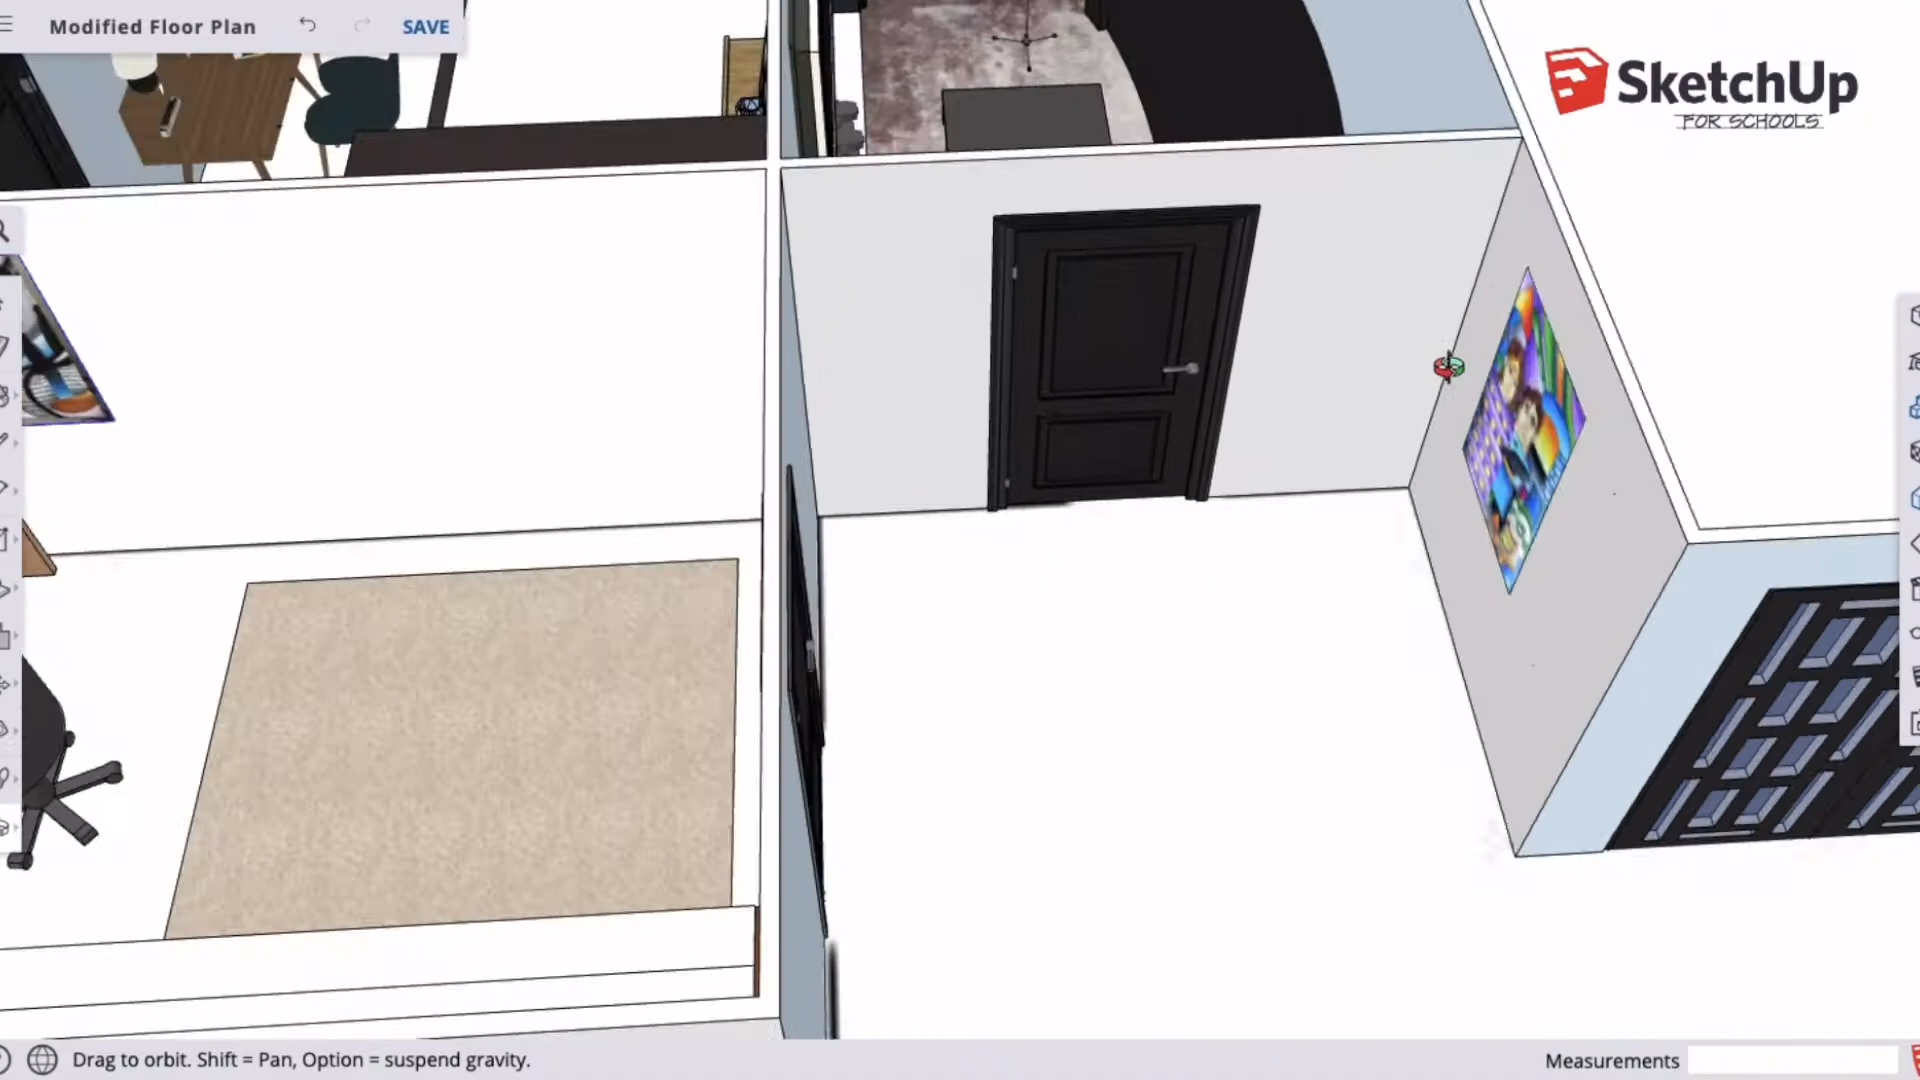 Modified Floor Plan
SAVE
SketchUp
FOR SCHOOLS
Drag to orbit. Shift = Pan, Option = suspend gravity.
Measurements